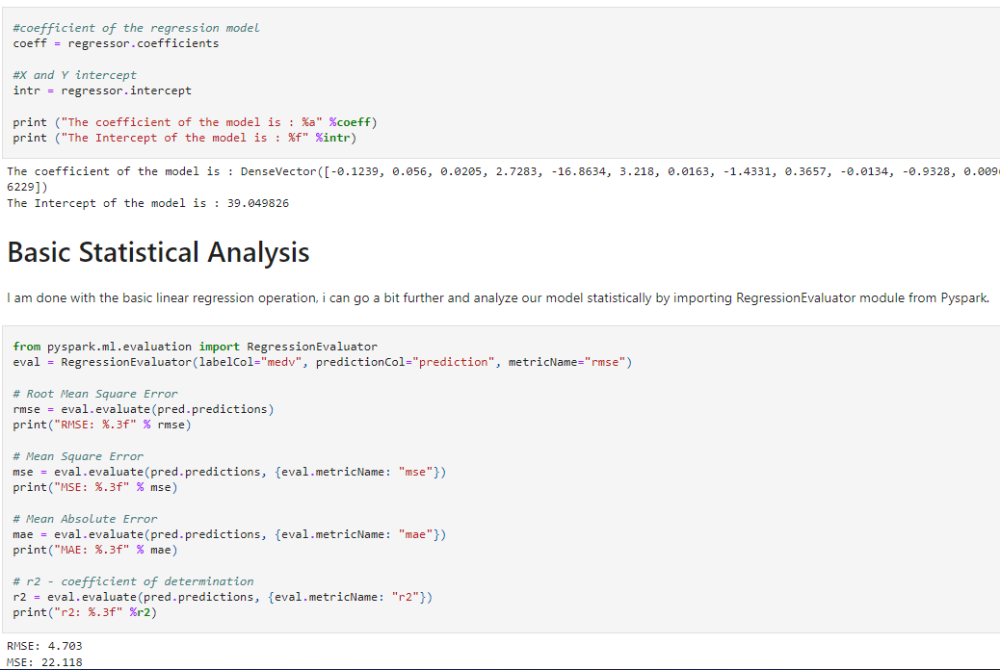 #coefficient of the regression model
coeff = regressor.coefficients
#X and Y intercept
intr = regressor.intercept
print ("The coefficient of the model is : %a" %coeff)
print ("The Intercept of the model is : %f" %intr)
The coefficient of the model is : DenseVector([-0.1239, 0.056, 0.0205, 2.7283, -16.8634, 3.218, 0.0163, -1.4331, 0.3657, -0.0134, -0.9328, 0.009
6229])
The Intercept of the model is : 39.049826
Basic Statistical Analysis
I am done with the basic linear regression operation, i can go a bit further and analyze our model statistically by importing RegressionEvaluator module from Pyspark.
from pyspark.ml.evaluation import RegressionEvaluator
eval = RegressionEvaluator(labelCol="medv", predictionCol="prediction", metricName="rmse")
# Root Mean Square Error
rmse = eval.evaluate(pred.predictions)
print("RMSE: %.3f" % rmse)
# Mean Square Error
mse = eval.evaluate(pred.predictions, {eval.metricName: "mse"})
print("MSE: %.3f" % mse)
# Mean Absolute Error
mae = eval.evaluate(pred.predictions, {eval.metricName: "mae"})
print("MAE: %.3f" % mae)
# r2 - coefficient of determination
r2 = eval.evaluate(pred.predictions, {eval.metricName: "r2"})
print("r2: %.3f" %r2)
RMSE: 4.703
MSE: 22.118